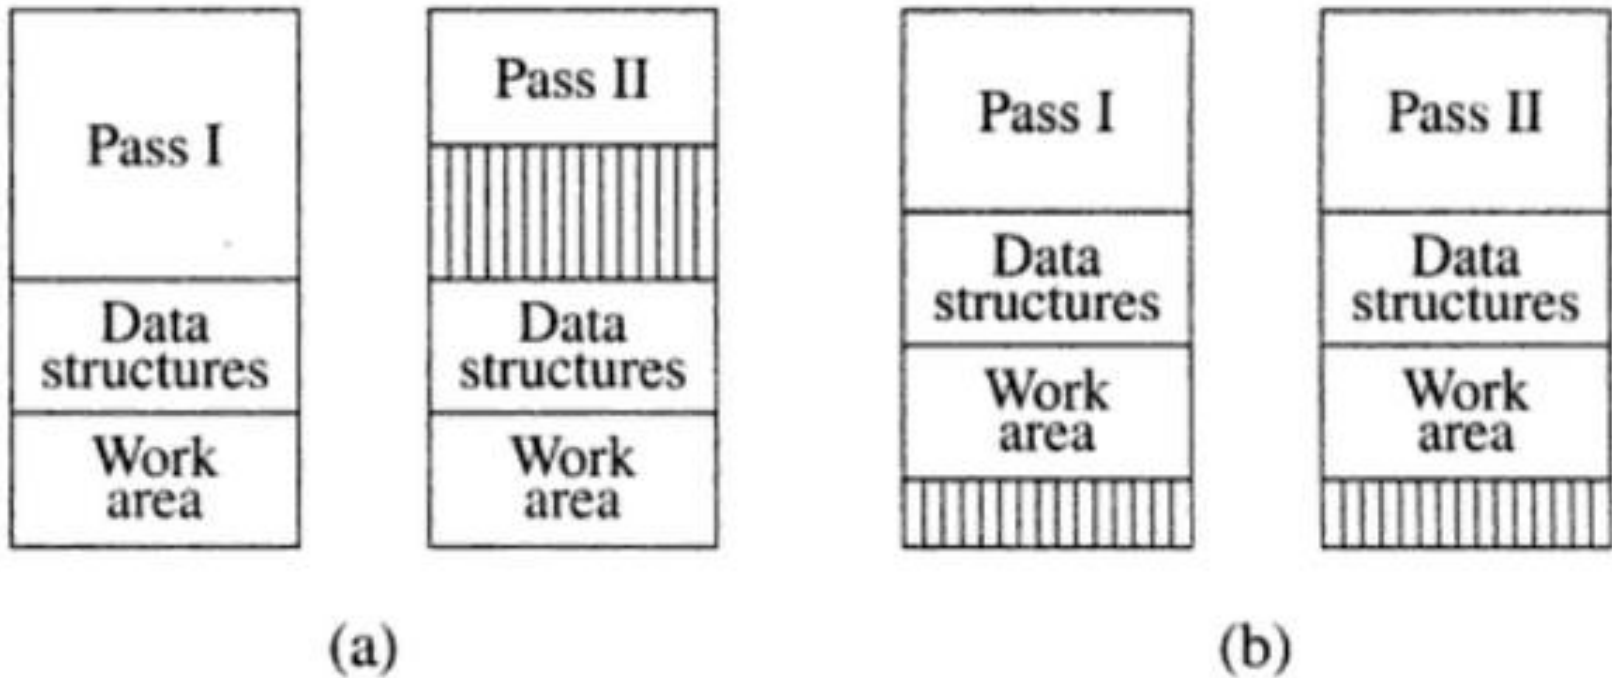 Pass I
Data
structures
Work
area
Pass II
Data
structures
Work
area
(a)
Pass I
Data
structures
Work
area
Pass II
Data
structures
Work
area
(b)